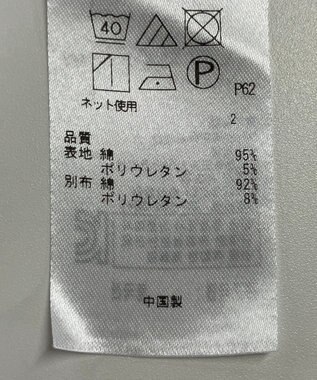 40
P
P62
ネット使用
2
品質
表地 綿 95%
ポリウレタン 5%
別布 綿 92%
ポリウレタン 8%
中国製